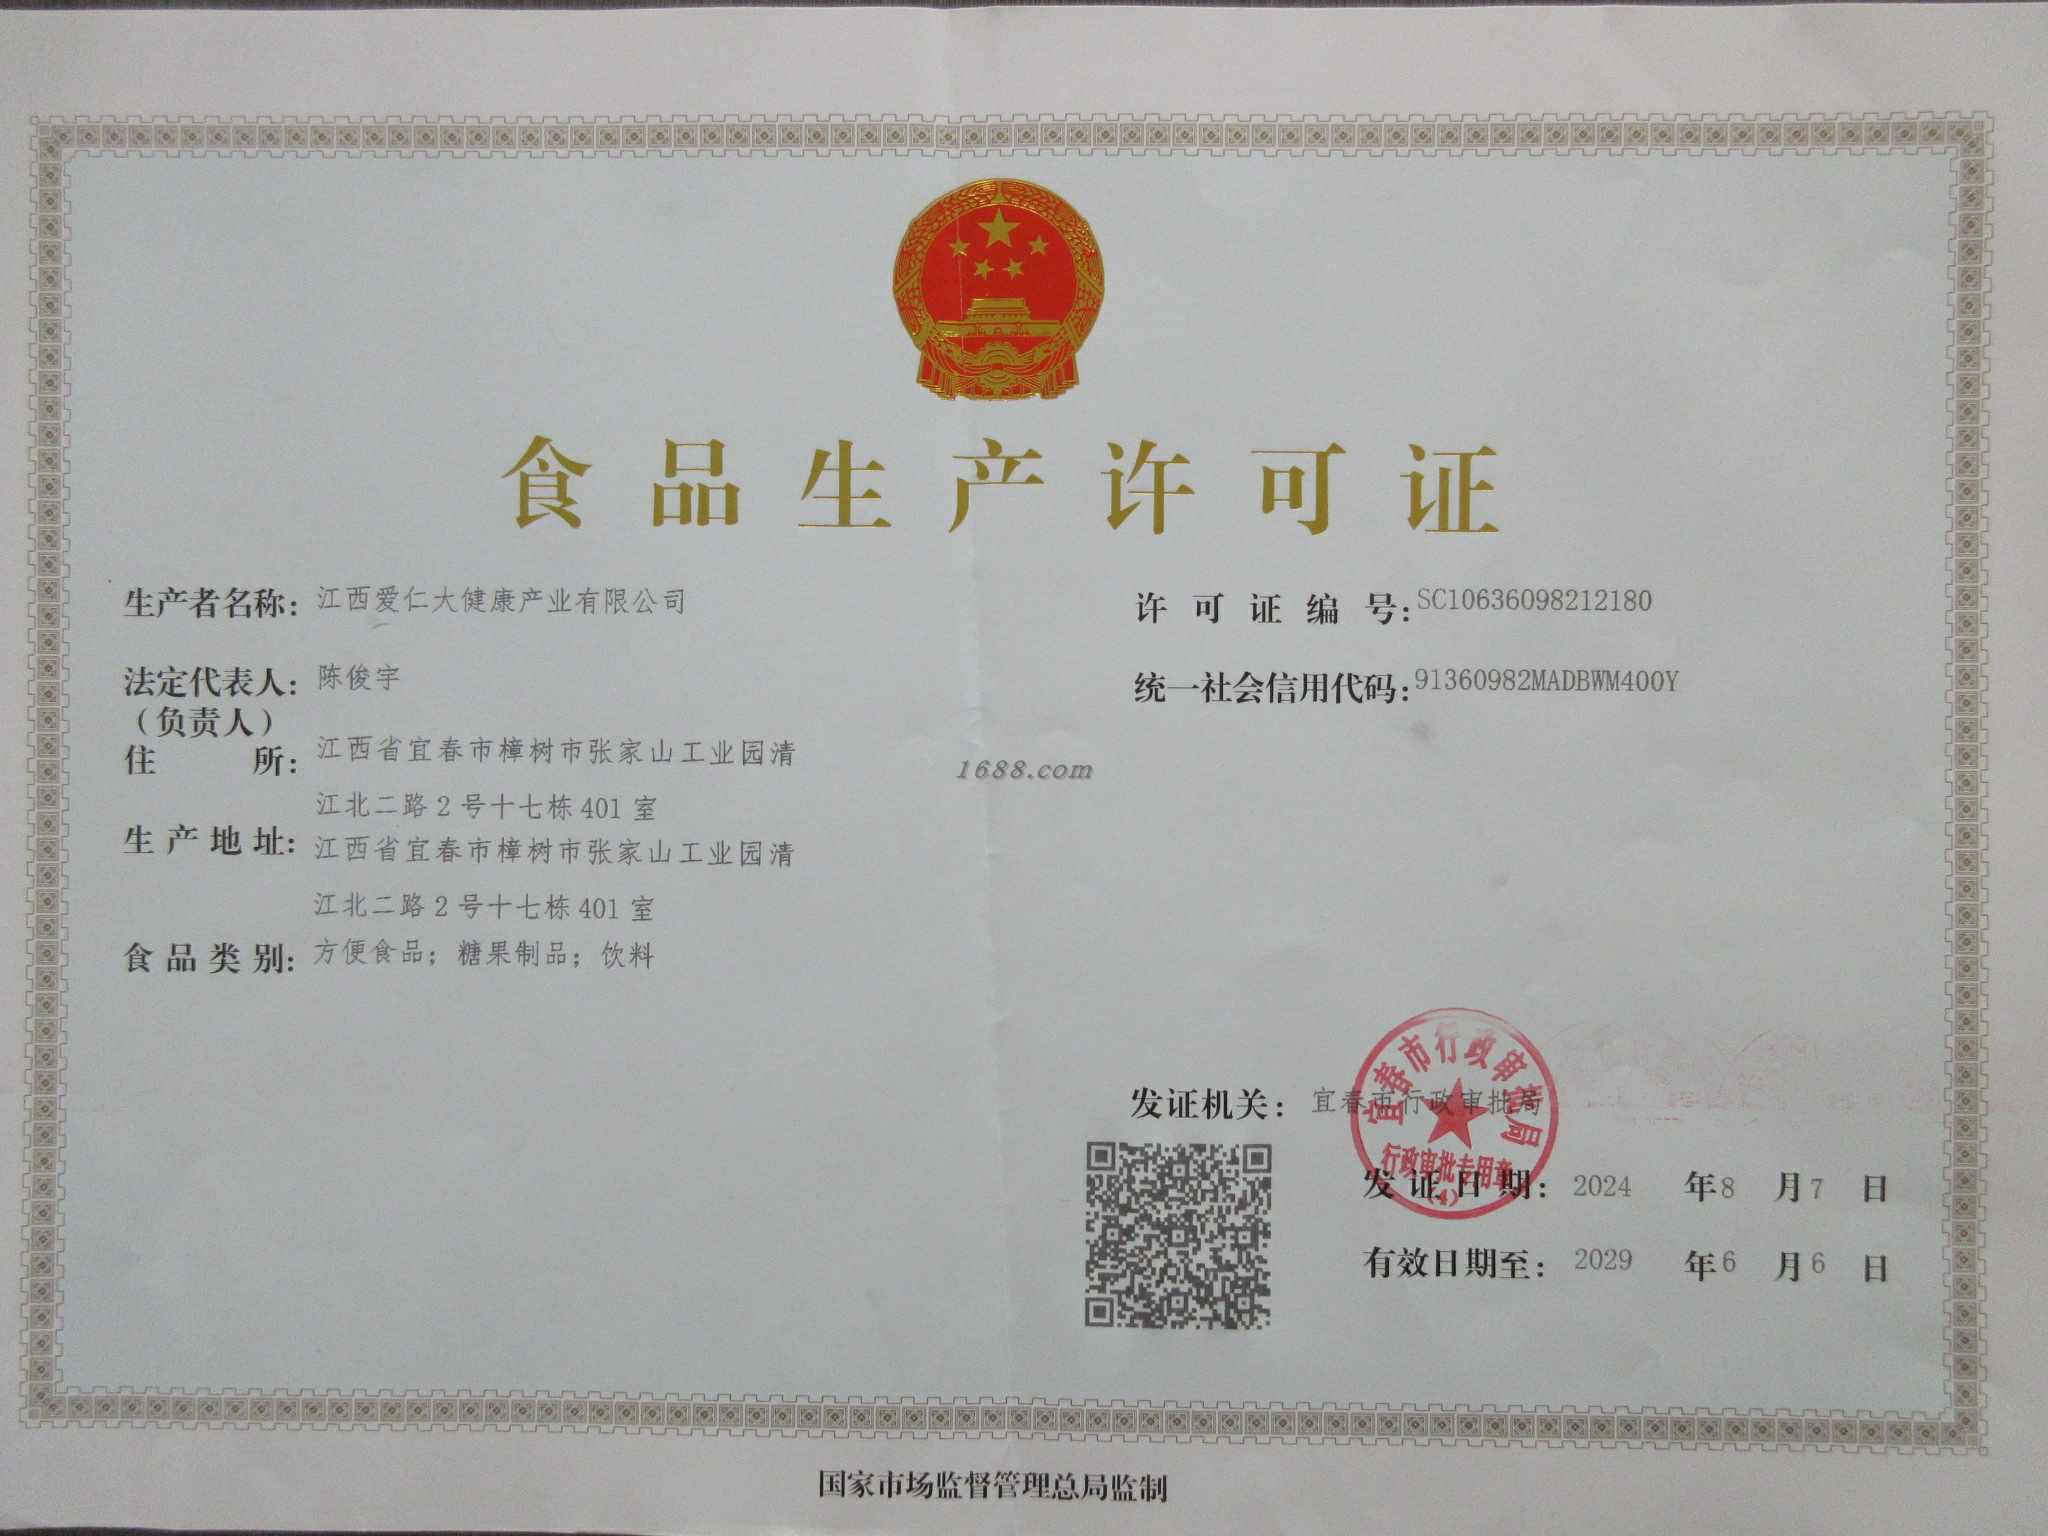 食品生产许可证
生产者名称：江西爱仁大健康产业有限公司
许可证编号：SC10636098212180
法定代表人：陈俊宇
（负责人）
统一社会信用代码：91360982MADBWM400Y
住所：江西省宜春市樟树市张家山工业园清
江北二路2号十七栋401室
1688.com
生产地址：江西省宜春市樟树市张家山工业园清
江北二路2号十七栋401室
食品类别：方便食品；糖果制品；饮料
发证机关：宜春市行政审批局
宜春市行政审批局
行政审批专用章
(4)
发证日期：2024年8月7日
有效日期至：2029年6月6日
国家市场监督管理总局监制